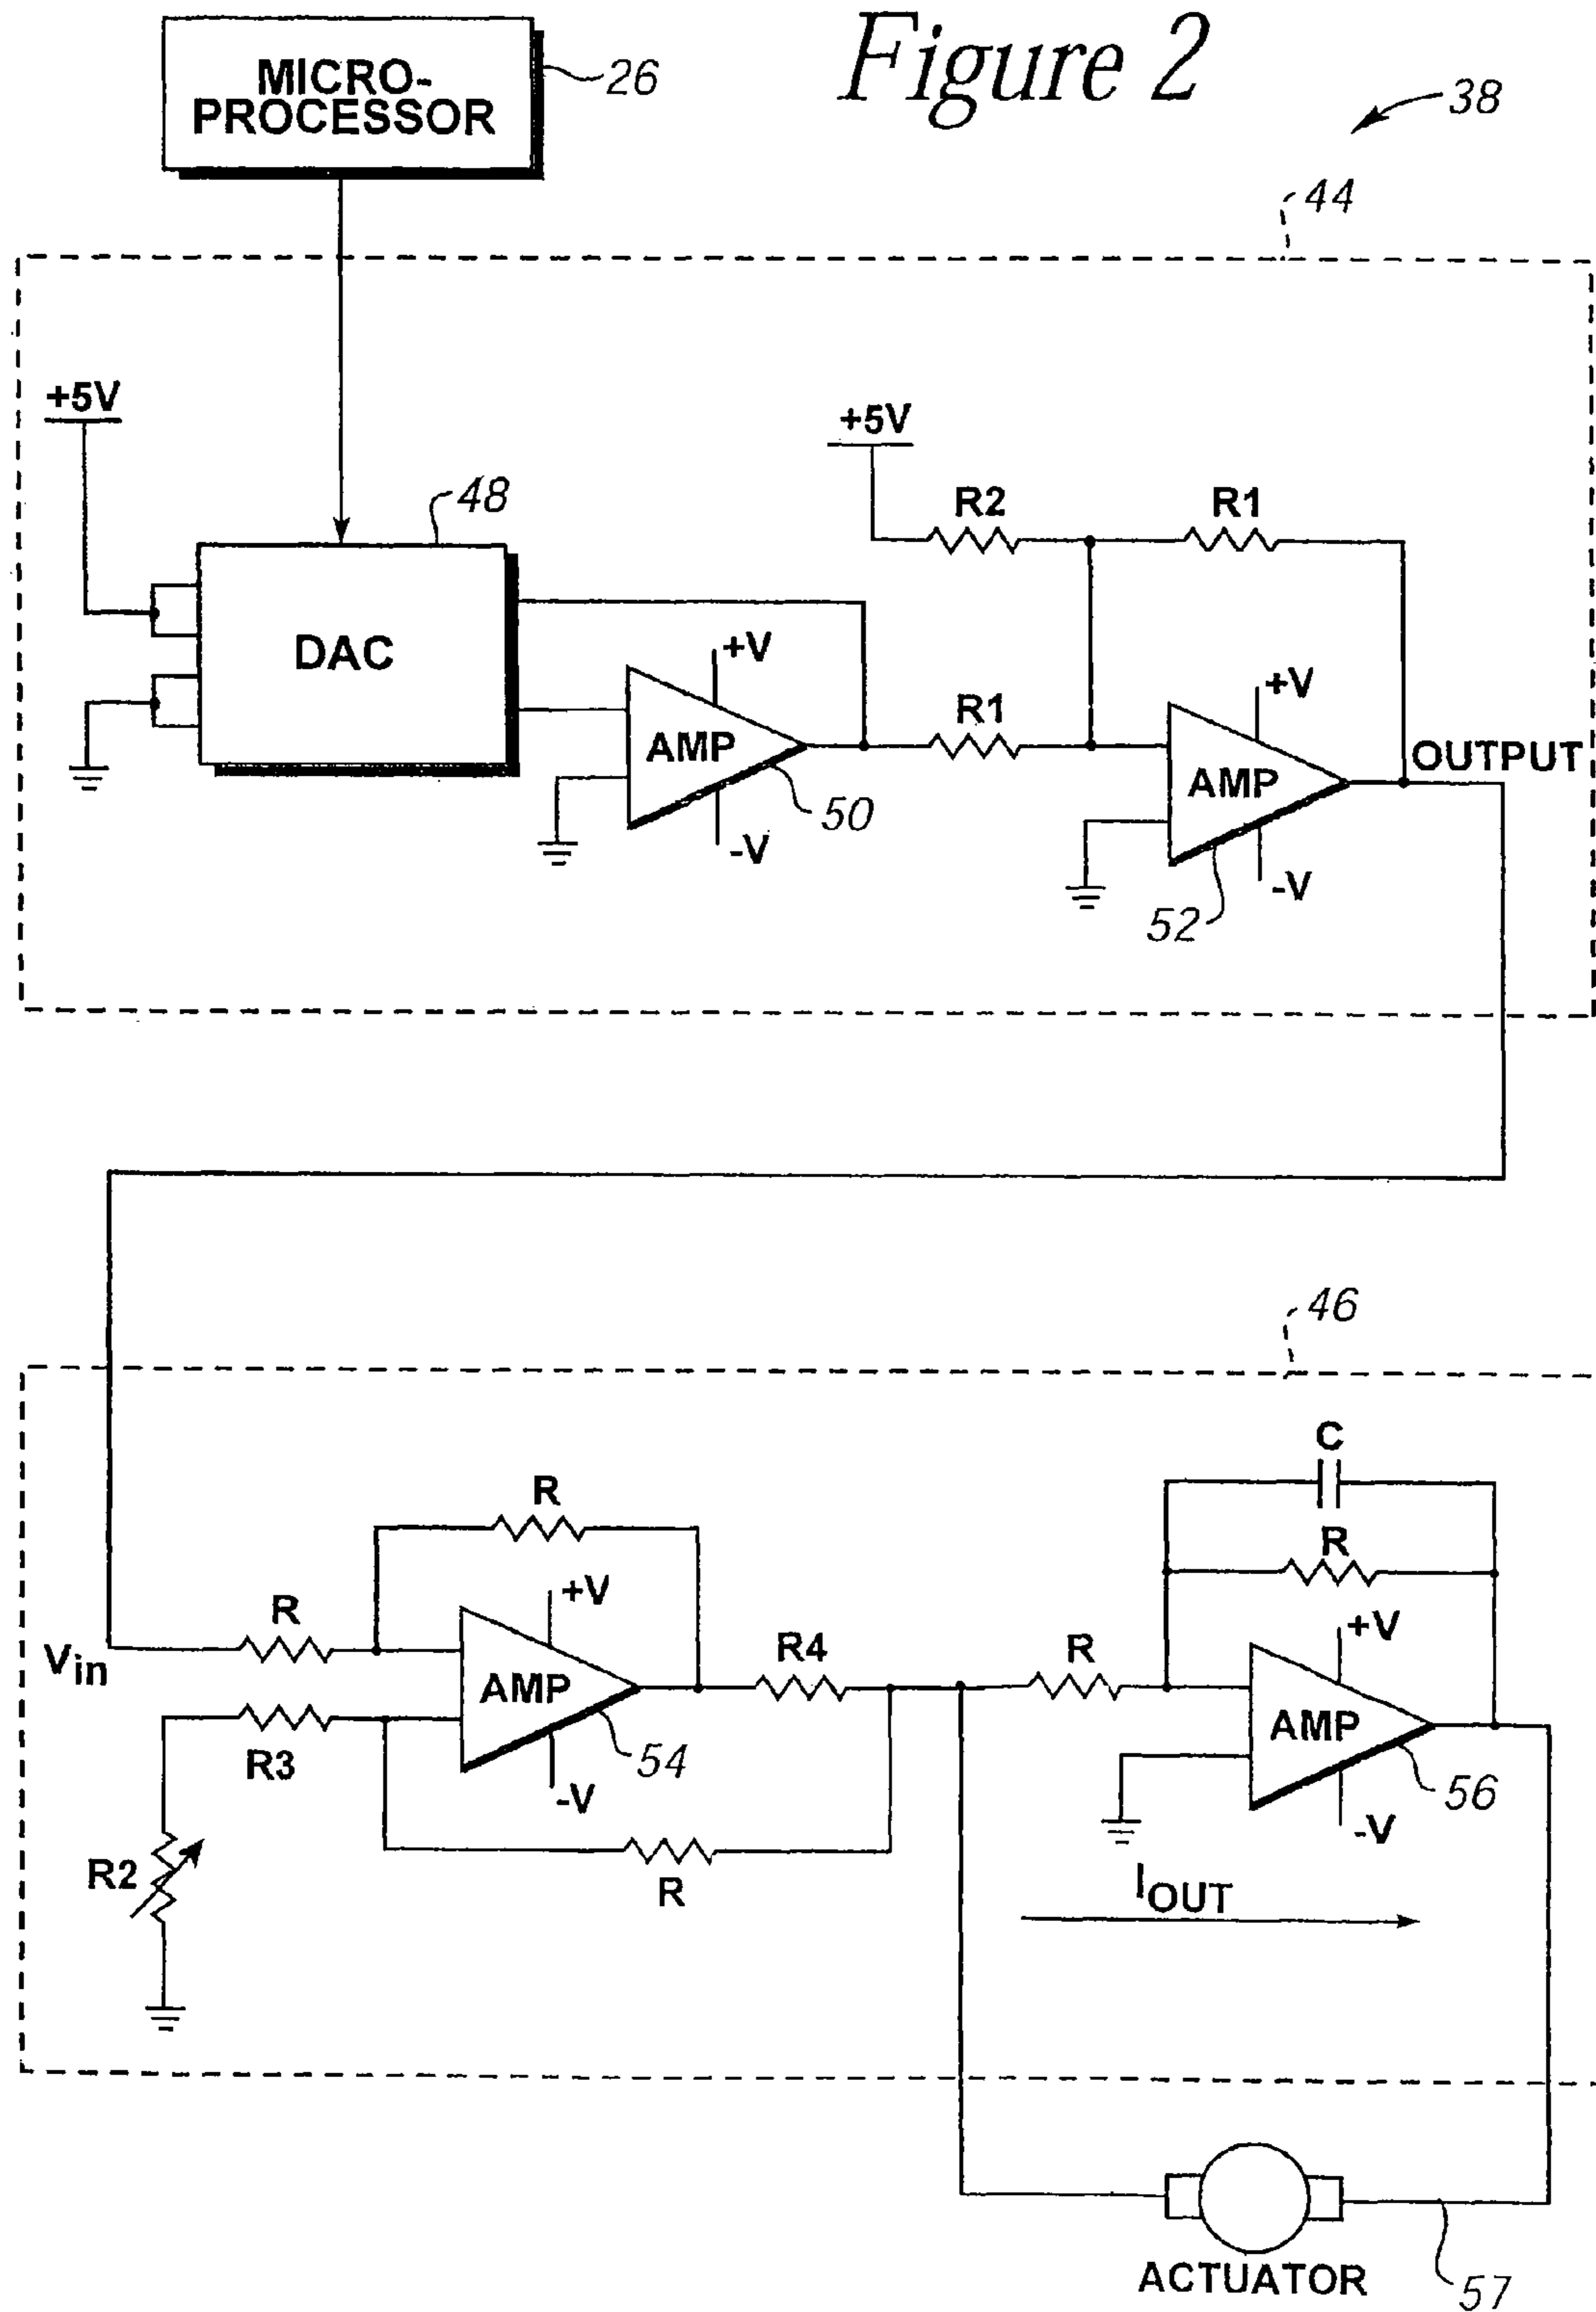 Figure 2
MICRO-
PROCESSOR
26
38
44
+5V
+5V
48
R2
R1
DAC
+V
AMP
-V
50
R1
+V
AMP
-V
52
OUTPUT
46
C
R
R
+V
R
+V
Vin
R
AMP
R4
R
AMP
R3
54
-V
56
-V
R2
R
IOUT
ACTUATOR
57